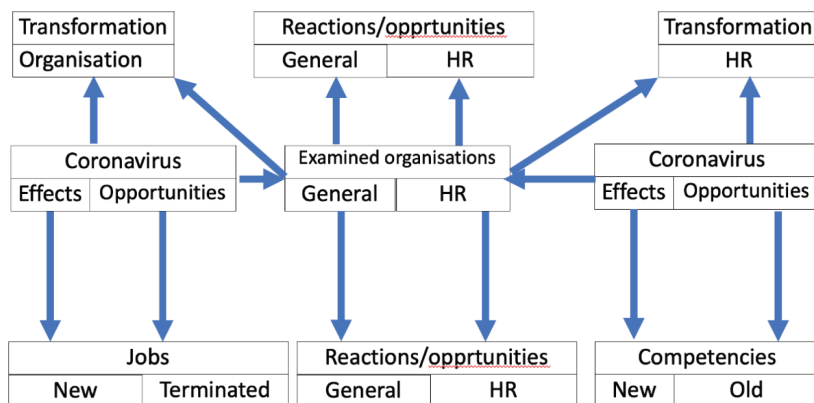 Transformation
Organisation
Reactions/opprtunities
General HR
Transformation
HR
Coronavirus
Effects Opportunities
Examined organisations
General HR
Coronavirus
Effects Opportunities
Jobs
New Terminated
Reactions/opprtunities
General HR
Competencies
New Old